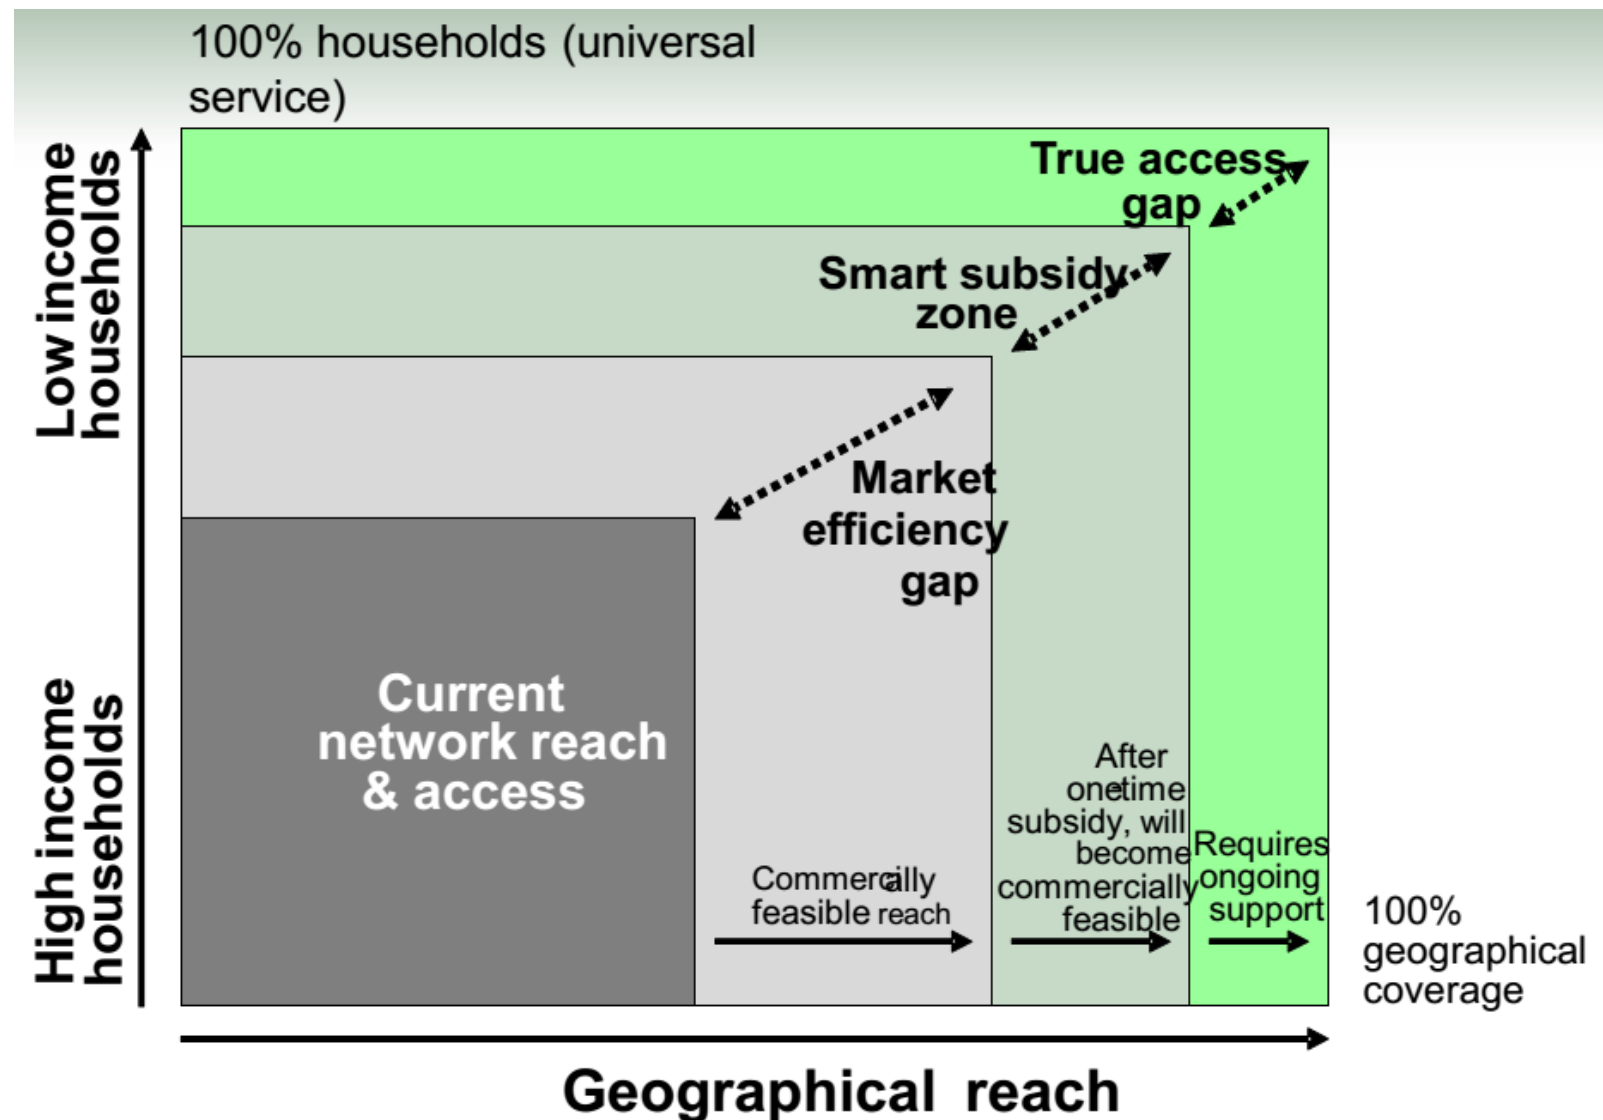 100% households (universal
service)
True access
gap
Smart subsidy
zone
Market
efficiency
gap
Current
network reach
& access
Low income
households
High income
households
Commercially
feasible reach
After
onetime
subsidy, will
become
commercially
feasible
Requires
ongoing
support
100%
geographical
coverage
Geographical reach